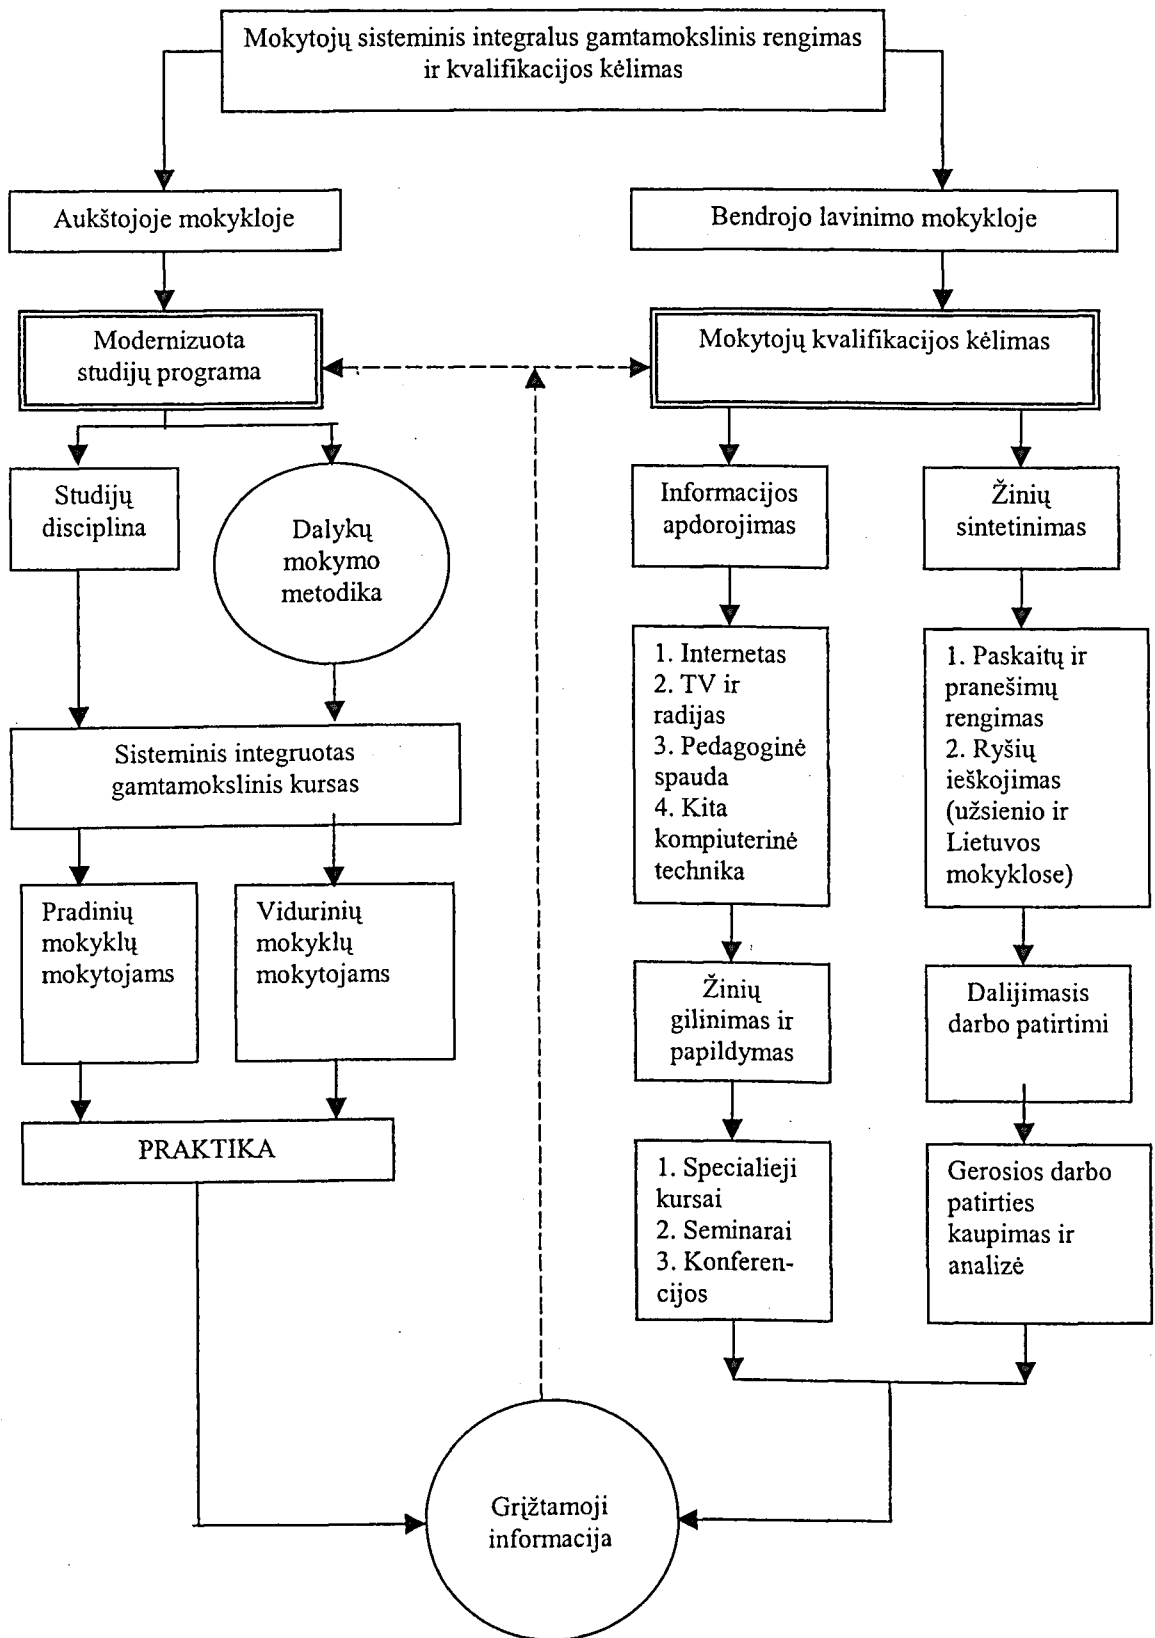 Mokytojų sisteminis integralus gamtamokslinis rengimas
ir kvalifikacijos kėlimas
Aukštojoje mokykloje
Bendrojo lavinimo mokykloje
Modernizuota
studijų programa
Mokytojų kvalifikacijos kėlimas
Studijų
disciplina
Dalykų
mokymo
metodika
Informacijos
apdorojimas
Žinių
sintetinimas
Sisteminis integruotas
gamtamokslinis kursas
1. Internetas
2. TV ir
radijas
3. Pedagoginė
spauda
4. Kita
kompiuterinė
technika
1. Paskaitų ir
pranešimų
rengimas
2. Ryšių
ieškojimas
(užsienio ir
Lietuvos
mokyklose)
Pradinių
mokyklų
mokytojams
Vidurinių
mokyklų
mokytojams
Žinių
gilinimas ir
papildymas
Dalijimasis
darbo patirtimi
PRAKTIKA
1. Specialieji
kursai
2. Seminarai
3. Konferen-
cijos
Gerosios darbo
patirties
kaupimas ir
analizė
Grįžtamoji
informacija